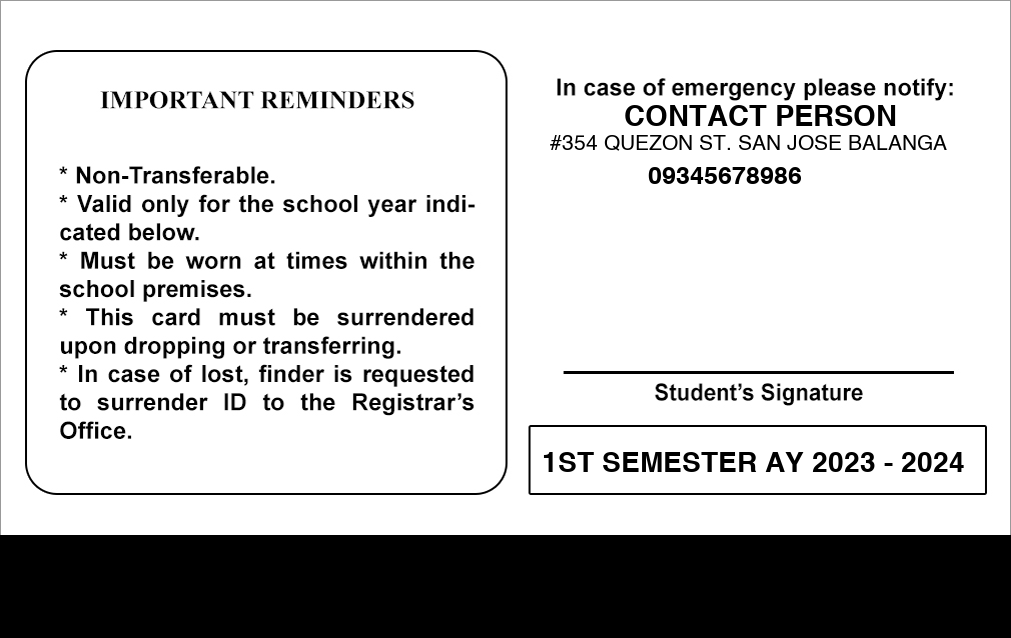 IMPORTANT REMINDERS
* Non-Transferable.
* Valid only for the school year indi-
cated below.
* Must be worn at times within the
school premises.
* This card must be surrendered
upon dropping or transferring.
* In case of lost, finder is requested
to surrender ID to the Registrar’s
Office.
In case of emergency please notify:
CONTACT PERSON
#354 QUEZON ST. SAN JOSE BALANGA
09345678986
Student’s Signature
1ST SEMESTER AY 2023 - 2024